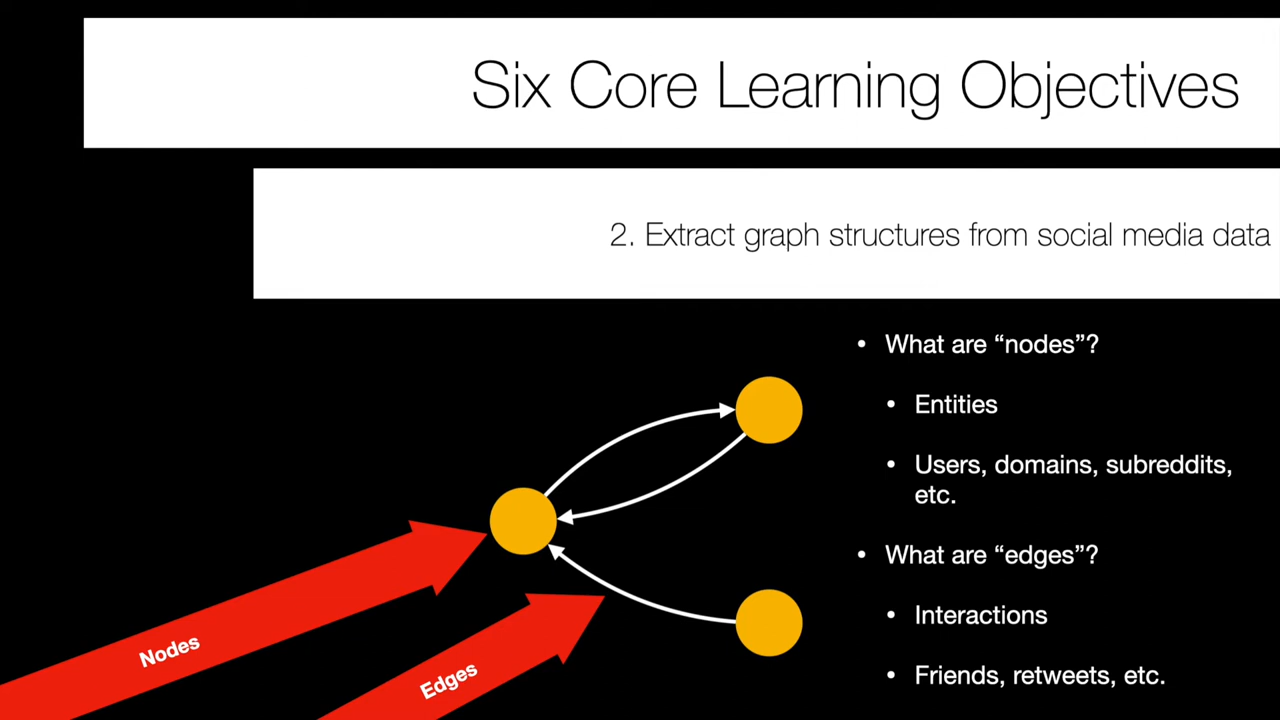 Six Core Learning Objectives
2. Extract graph structures from social media data
• What are “nodes”?
• Entities
• Users, domains, subreddits,
etc.
• What are “edges”?
• Interactions
• Friends, retweets, etc.
Nodes
Edges